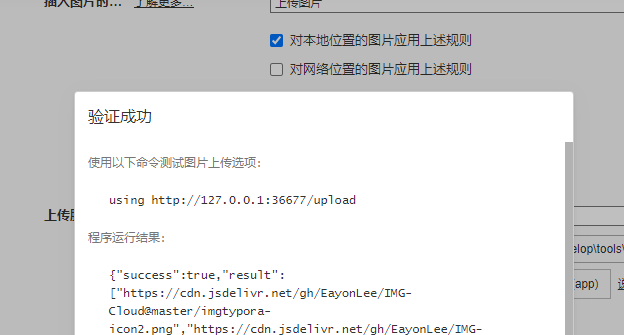 插入图片的... 了解更多... 上传图片
对本地位置的图片应用上述规则
对网络位置的图片应用上述规则
验证成功
使用以下命令测试图片上传选项：
using http://127.0.0.1:36677/upload
上传
程序运行结果：
elop\tools\
{"success":true,"result":
app)
["https://cdn.jsdelivr.net/gh/EayonLee/IMG-
Cloud@master/imgtypora-
icon2.png","https://cdn.jsdelivr.net/gh/EayonLee/IMG-